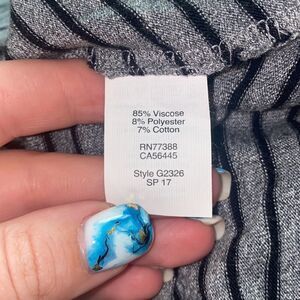 85% Viscose
8% Polyester
7% Cotton
RN77388
CA56445
Style G2326
SP 17